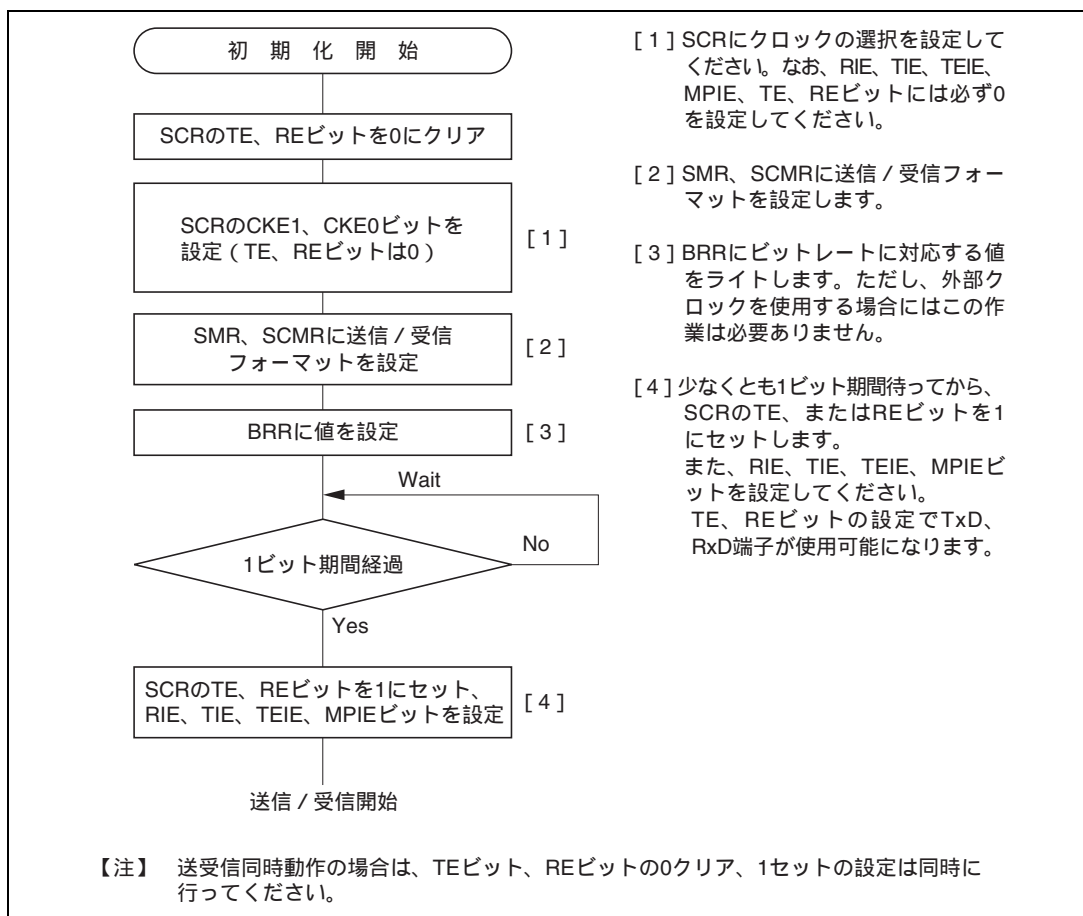 初 期 化 開 始
SCRのTE、REビットを0にクリア
SCRのCKE1、CKE0ビットを
設定（TE、REビットは0）
[ 1 ]
SMR、SCMRに送信 / 受信
フォーマットを設定
[ 2 ]
BRRに値を設定
[ 3 ]
Wait
1ビット期間経過
No
Yes
SCRのTE、REビットを1にセット、
RIE、TIE、TEIE、MPIEビットを設定
[ 4 ]
送信 / 受信開始
[ 1 ] SCRにクロックの選択を設定して
ください。なお、RIE、TIE、TEIE、
MPIE、TE、REビットには必ず0
を設定してください。
[ 2 ] SMR、SCMRに送信 / 受信フォー
マットを設定します。
[ 3 ] BRRにビットレートに対応する値
をライトします。ただし、外部ク
ロックを使用する場合にはこの作
業は必要ありません。
[ 4 ] 少なくとも1ビット期間待ってから、
SCRのTE、またはREビットを1
にセットします。
また、RIE、TIE、TEIE、MPIEビ
ットを設定してください。
TE、REビットの設定でTxD、
RxD端子が使用可能になります。
【注】 送受信同時動作の場合は、TEビット、REビットの0クリア、1セットの設定は同時に
行ってください。